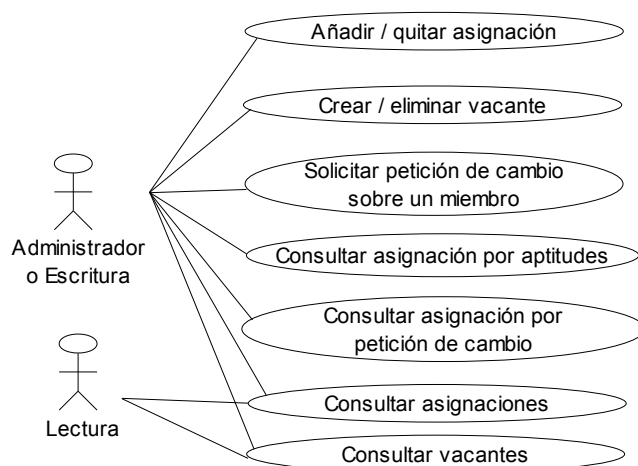 Añadir / quitar asignación
Crear / eliminar vacante
Solicitar petición de cambio
sobre un miembro
Administrador
o Escritura
Consultar asignación por aptitudes
Consultar asignación por
petición de cambio
Lectura
Consultar asignaciones
Consultar vacantes